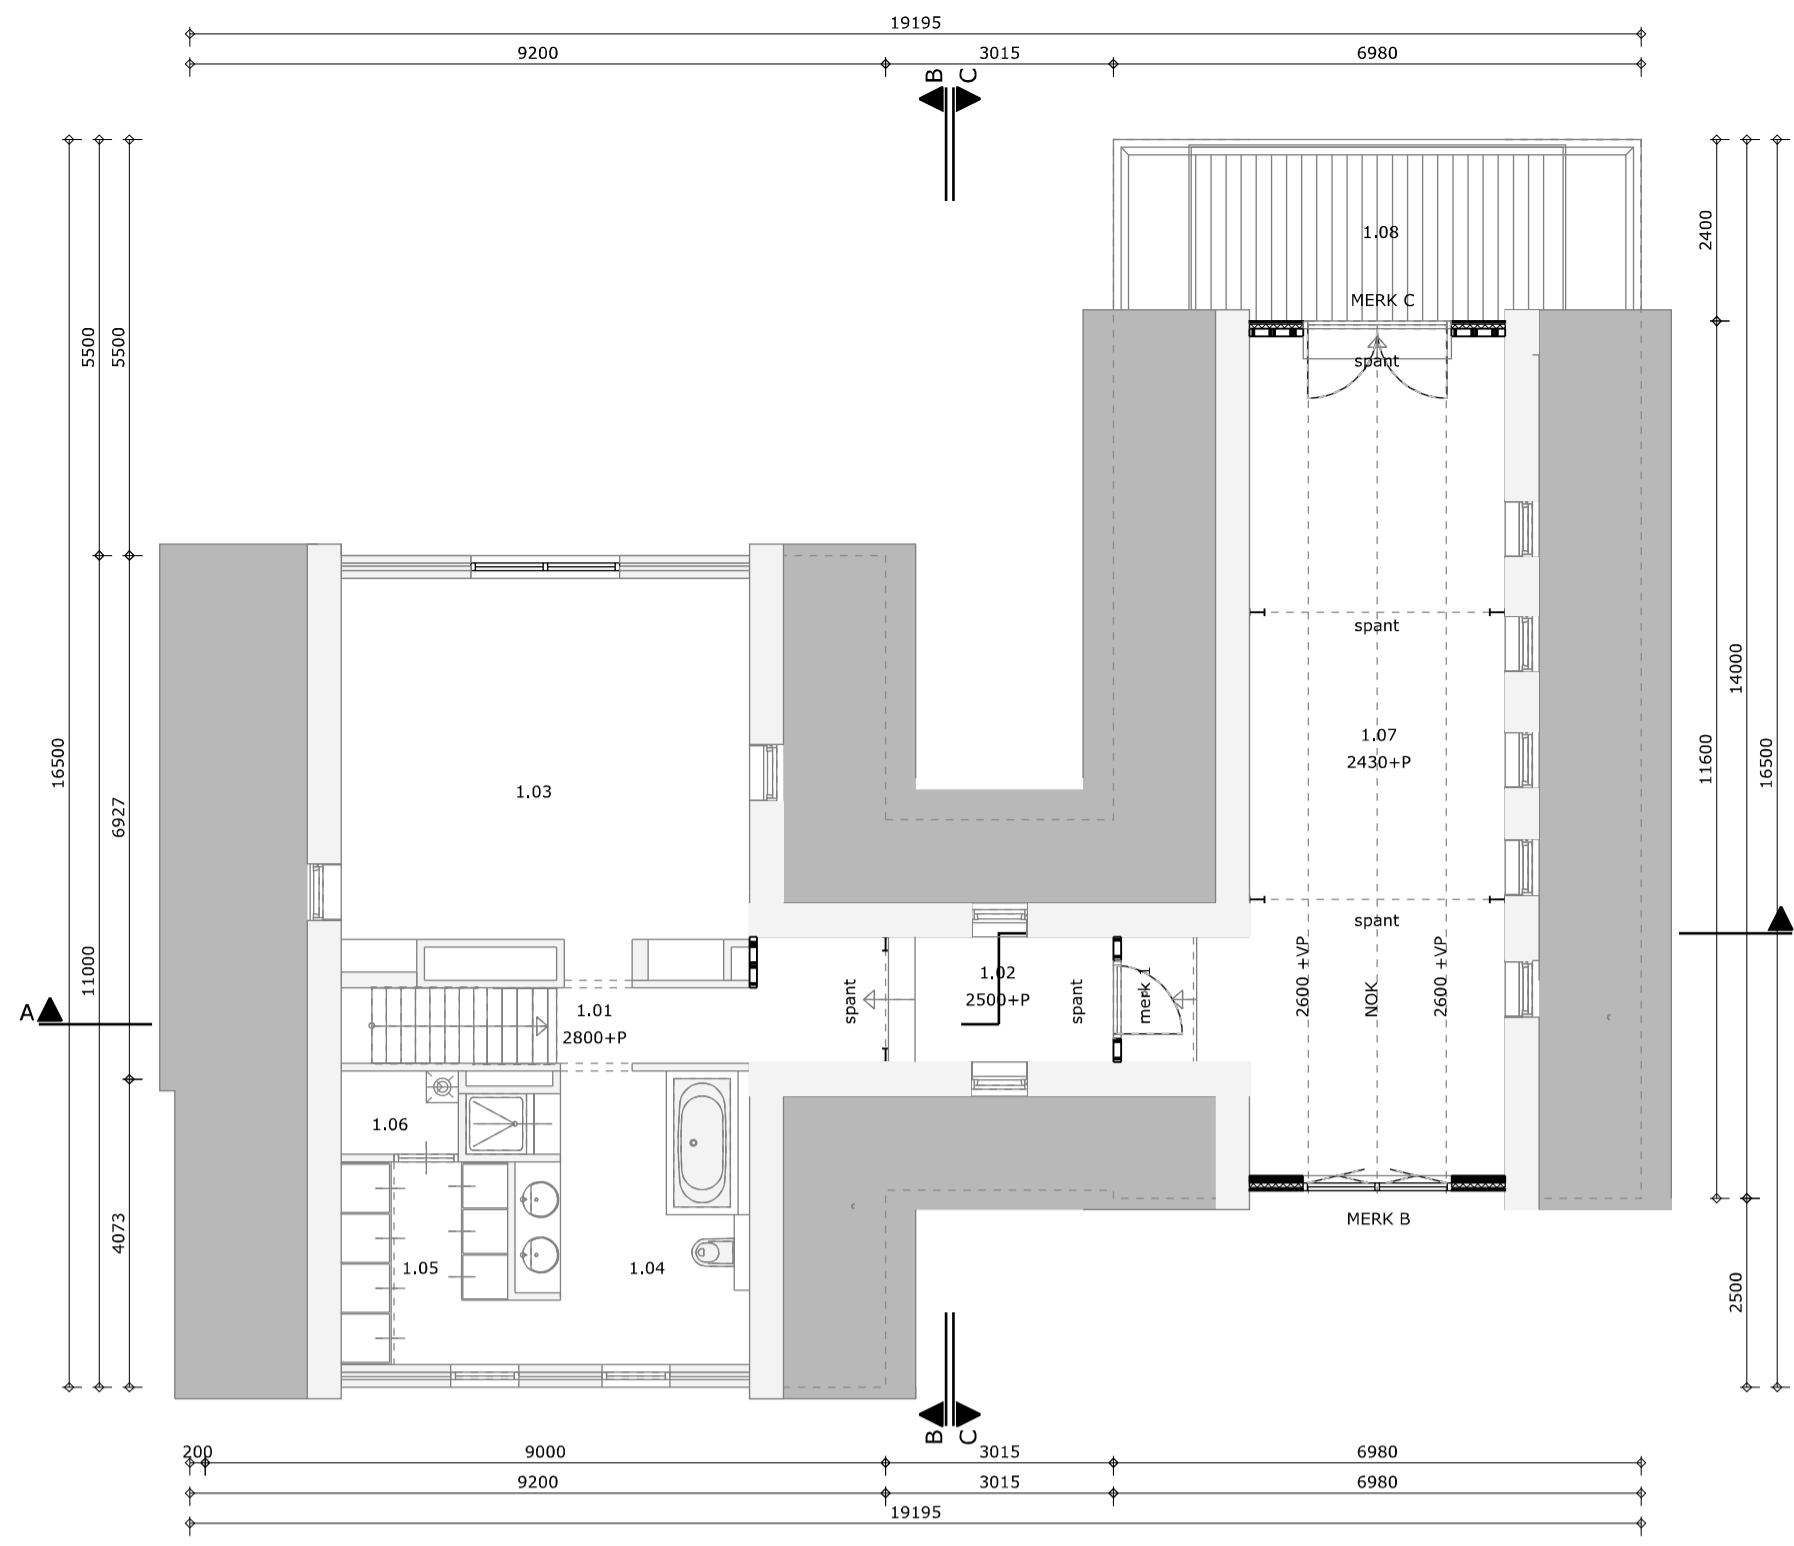 19195
9200 3015 6980
B C
2400
1.08
MERK C
spant
5500 5500
spant
14000
16500 6927 1.03 1.07 11600 16500
2430+P
spant
11000 A
1.01
2800+P
spant
1.02
2500+P
spant
merk 1
2600 +VP
NOK
2600 +VP
1.06
4073
1.05 1.04
MERK B
2500
B C
200 9000 3015 6980
9200 3015 6980
19195